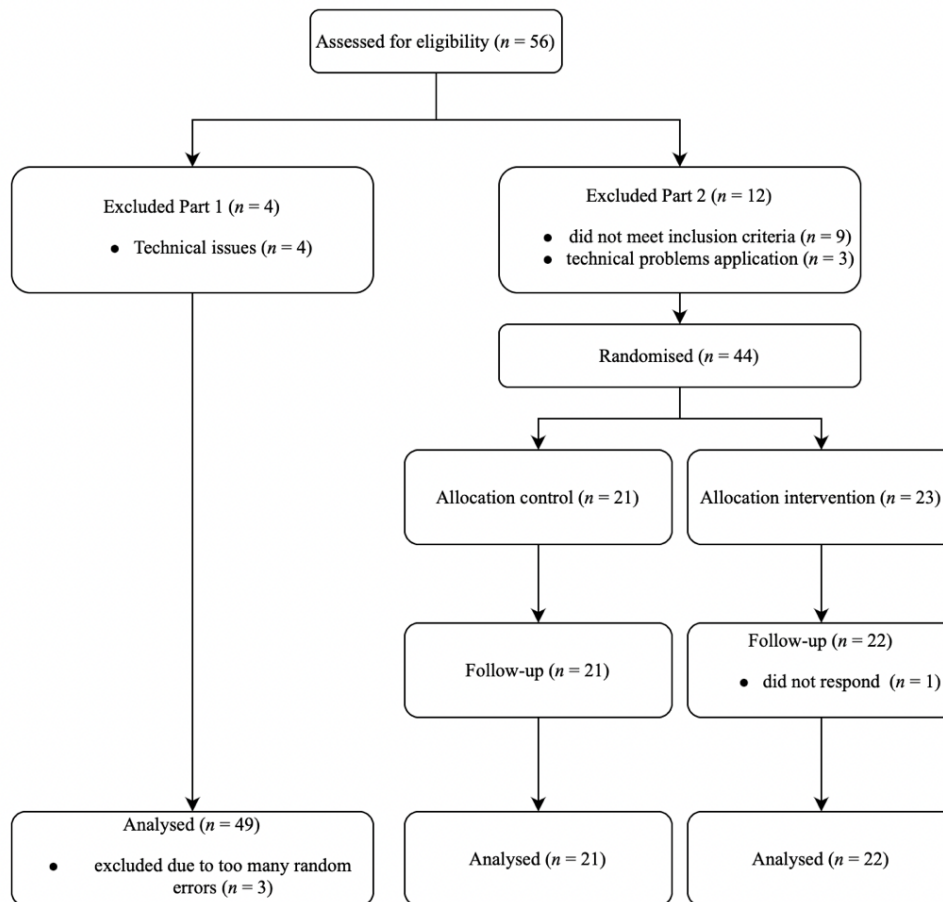 Assessed for eligibility (n = 56)
Excluded Part 1 (n = 4)
● Technical issues (n = 4)
Excluded Part 2 (n = 12)
● did not meet inclusion criteria (n = 9)
● technical problems application (n = 3)
Randomised (n = 44)
Allocation control (n = 21)
Allocation intervention (n = 23)
Follow-up (n = 21)
Follow-up (n = 22)
● did not respond (n = 1)
Analysed (n = 49)
● excluded due to too many random
errors (n = 3)
Analysed (n = 21)
Analysed (n = 22)